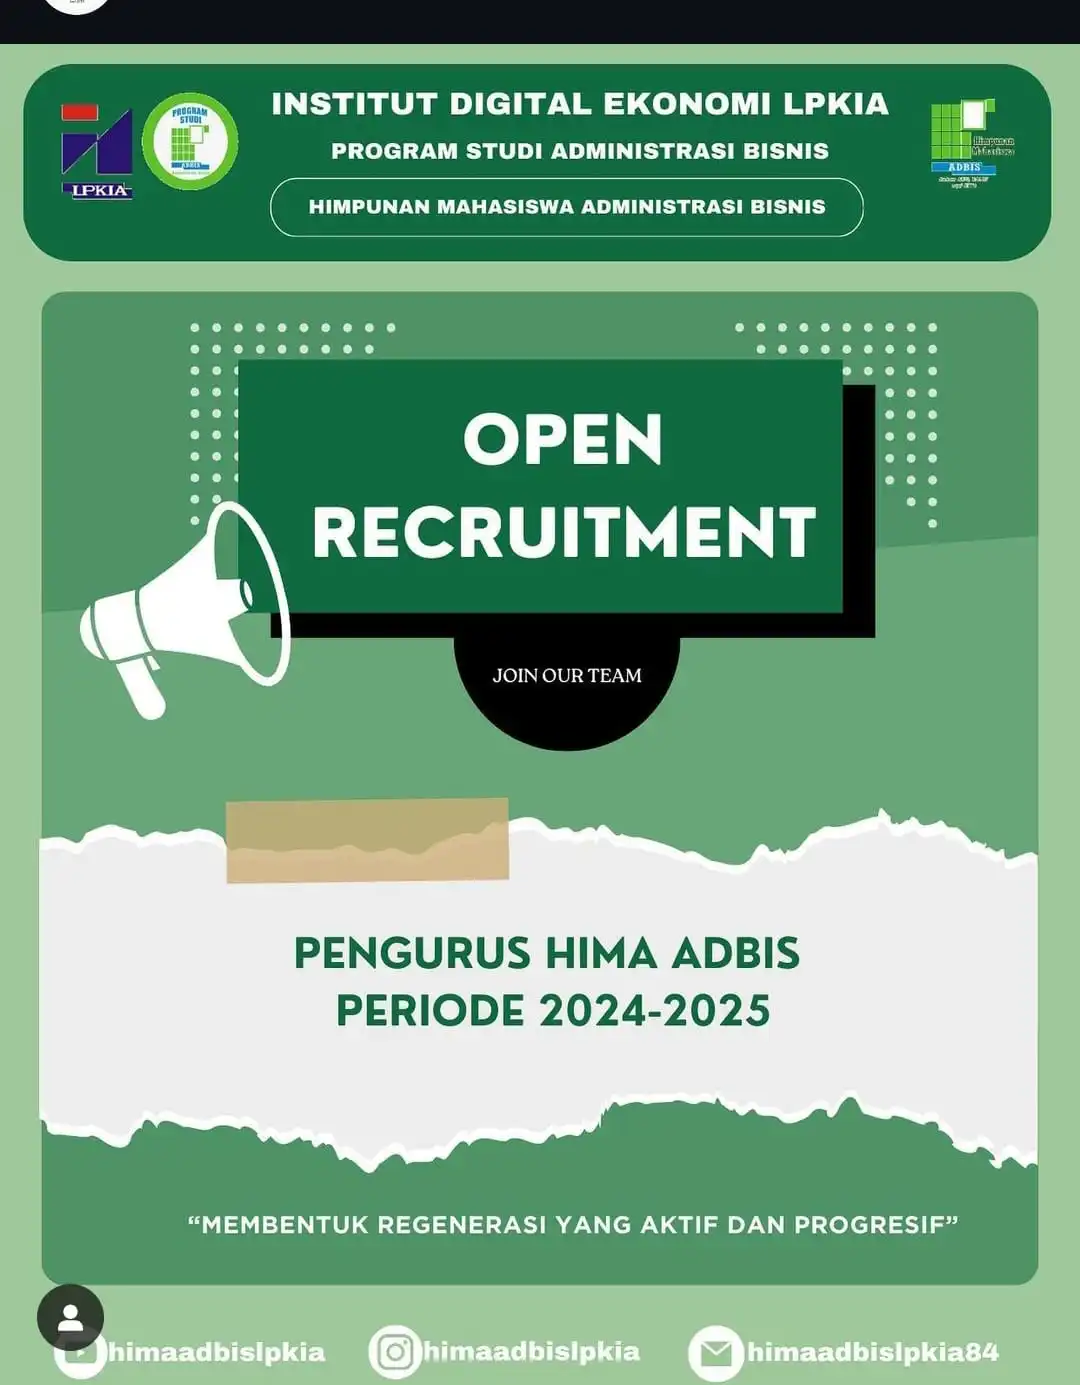 INSTITUT DIGITAL EKONOMI LPKIA
PROGRAM STUDI ADMINISTRASI BISNIS
HIMPUNAN MAHASISWA ADMINISTRASI BISNIS
LPKIA
PROGRAM
STUDI
ADBIS
Himpunan
Mahasiswa
ADBIS
OPEN
RECRUITMENT
JOIN OUR TEAM
PENGURUS HIMA ADBIS
PERIODE 2024-2025
“MEMBENTUK REGENERASI YANG AKTIF DAN PROGRESIF”
himaadbislpkia
himaadbislpkia
himaadbislpkia84